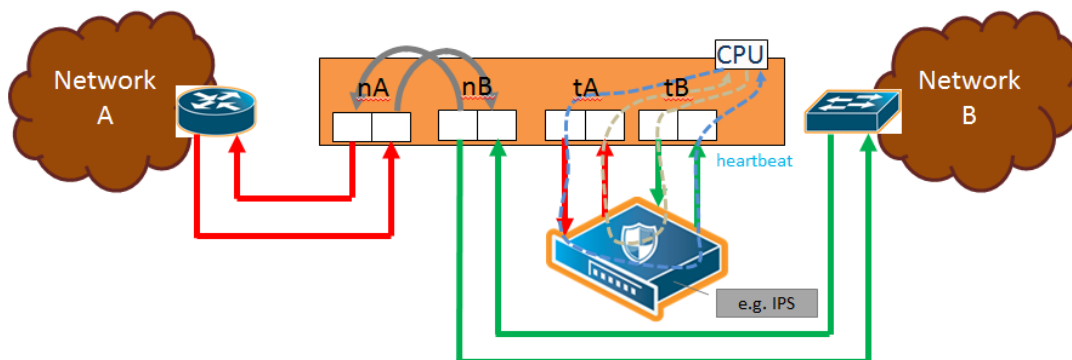 CPU
Network
A
nA
nB
tA
tB
Network
B
heartbeat
e.g. IPS